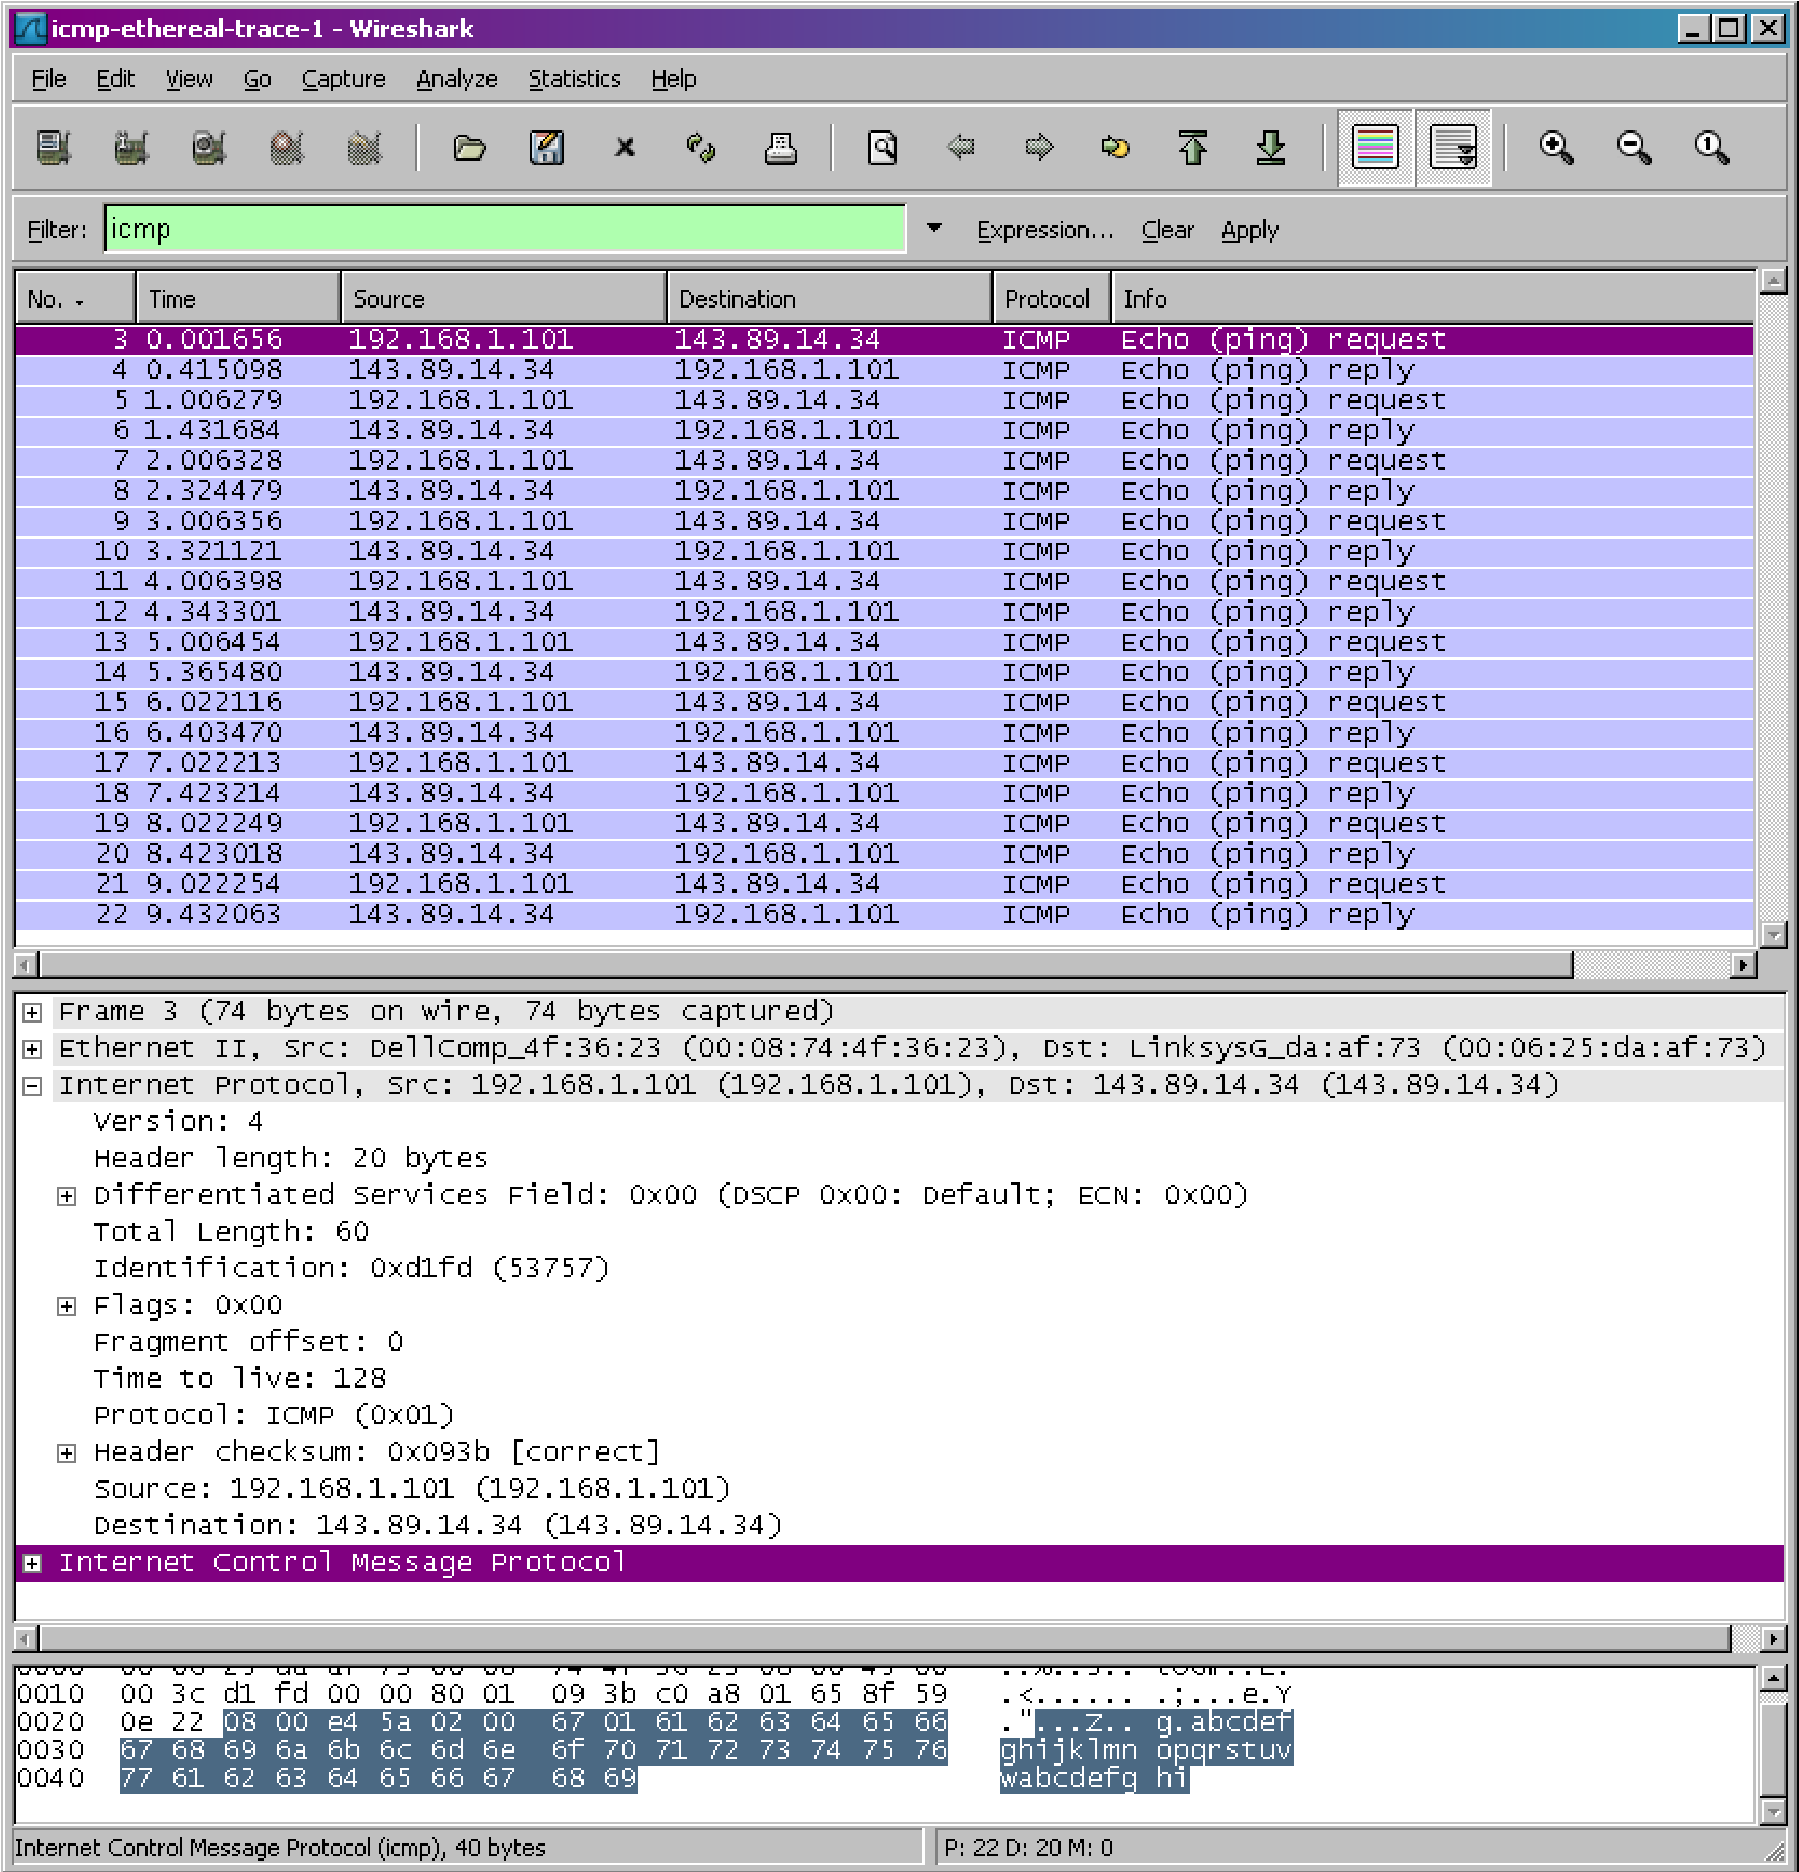 icmp-ethereal-trace-1 - Wireshark
File Edit View Go Capture Analyze Statistics Help
Filter: icmp Expression... Clear Apply
No. Time Source Destination Protocol Info
3 0.001656 192.168.1.101 143.89.14.34 ICMP Echo (ping) request
4 0.415098 143.89.14.34 192.168.1.101 ICMP Echo (ping) reply
5 1.006279 192.168.1.101 143.89.14.34 ICMP Echo (ping) request
6 1.431684 143.89.14.34 192.168.1.101 ICMP Echo (ping) reply
7 2.006328 192.168.1.101 143.89.14.34 ICMP Echo (ping) request
8 2.324479 143.89.14.34 192.168.1.101 ICMP Echo (ping) reply
9 3.006356 192.168.1.101 143.89.14.34 ICMP Echo (ping) request
10 3.321121 143.89.14.34 192.168.1.101 ICMP Echo (ping) reply
11 4.006398 192.168.1.101 143.89.14.34 ICMP Echo (ping) request
12 4.343301 143.89.14.34 192.168.1.101 ICMP Echo (ping) reply
13 5.006454 192.168.1.101 143.89.14.34 ICMP Echo (ping) request
14 5.365480 143.89.14.34 192.168.1.101 ICMP Echo (ping) reply
15 6.022116 192.168.1.101 143.89.14.34 ICMP Echo (ping) request
16 6.403470 143.89.14.34 192.168.1.101 ICMP Echo (ping) reply
17 7.022213 192.168.1.101 143.89.14.34 ICMP Echo (ping) request
18 7.423214 143.89.14.34 192.168.1.101 ICMP Echo (ping) reply
19 8.022249 192.168.1.101 143.89.14.34 ICMP Echo (ping) request
20 8.423018 143.89.14.34 192.168.1.101 ICMP Echo (ping) reply
21 9.022254 192.168.1.101 143.89.14.34 ICMP Echo (ping) request
22 9.432063 143.89.14.34 192.168.1.101 ICMP Echo (ping) reply
Frame 3 (74 bytes on wire, 74 bytes captured)
Ethernet II, Src: DellComp_4f:36:23 (00:08:74:4f:36:23), Dst: LinksysG_da:af:73 (00:06:25:da:af:73)
Internet Protocol, Src: 192.168.1.101 (192.168.1.101), Dst: 143.89.14.34 (143.89.14.34)
Version: 4
Header length: 20 bytes
Differentiated Services Field: 0x00 (DSCP 0x00: Default; ECN: 0x00)
Total Length: 60
Identification: 0xd1fd (53757)
Flags: 0x00
Fragment offset: 0
Time to live: 128
Protocol: ICMP (0x01)
Header checksum: 0x093b [correct]
Source: 192.168.1.101 (192.168.1.101)
Destination: 143.89.14.34 (143.89.14.34)
Internet Control Message Protocol
0010 00 3c d1 fd 00 00 80 01 09 3b c0 a8 01 65 8f 59 .<...... .;...e.Y
0020 0e 22 08 00 e4 5a 02 00 67 01 61 62 63 64 65 66 ."...Z.. g.abcdef
0030 67 68 69 6a 6b 6c 6d 6e 6f 70 71 72 73 74 75 76 ghijklmn opqrstuv
0040 77 61 62 63 64 65 66 67 68 69 wabcdefg hi
Internet Control Message Protocol (icmp), 40 bytes P: 22 D: 20 M: 0